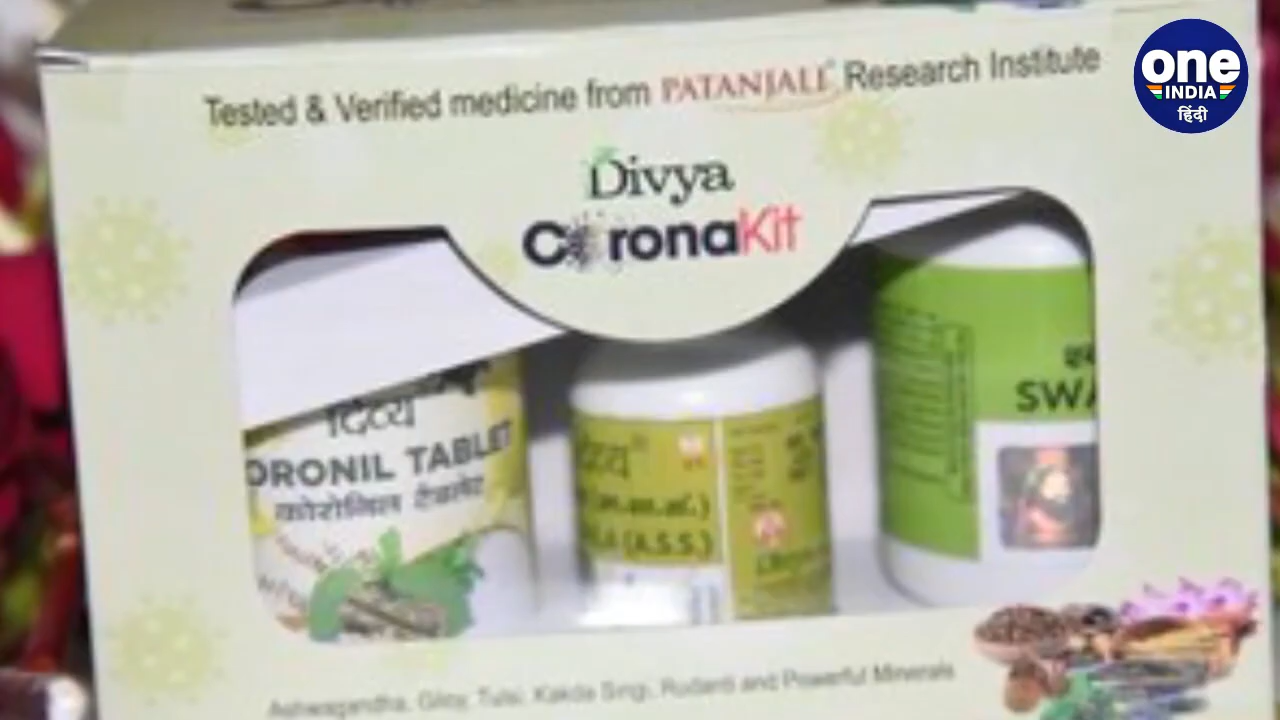 one
INDIA
हिंदी
Tested & Verified medicine from PATANJALI® Research Institute
Divya
CoronaKit
दिव्य
ORONIL TABLET
कोरोनिल टैबलेट
SWA
(A.S.S.)
Ashwagandha, Giloy, Tulsi, Kakda Singi, Rudanti and Powerful Minerals